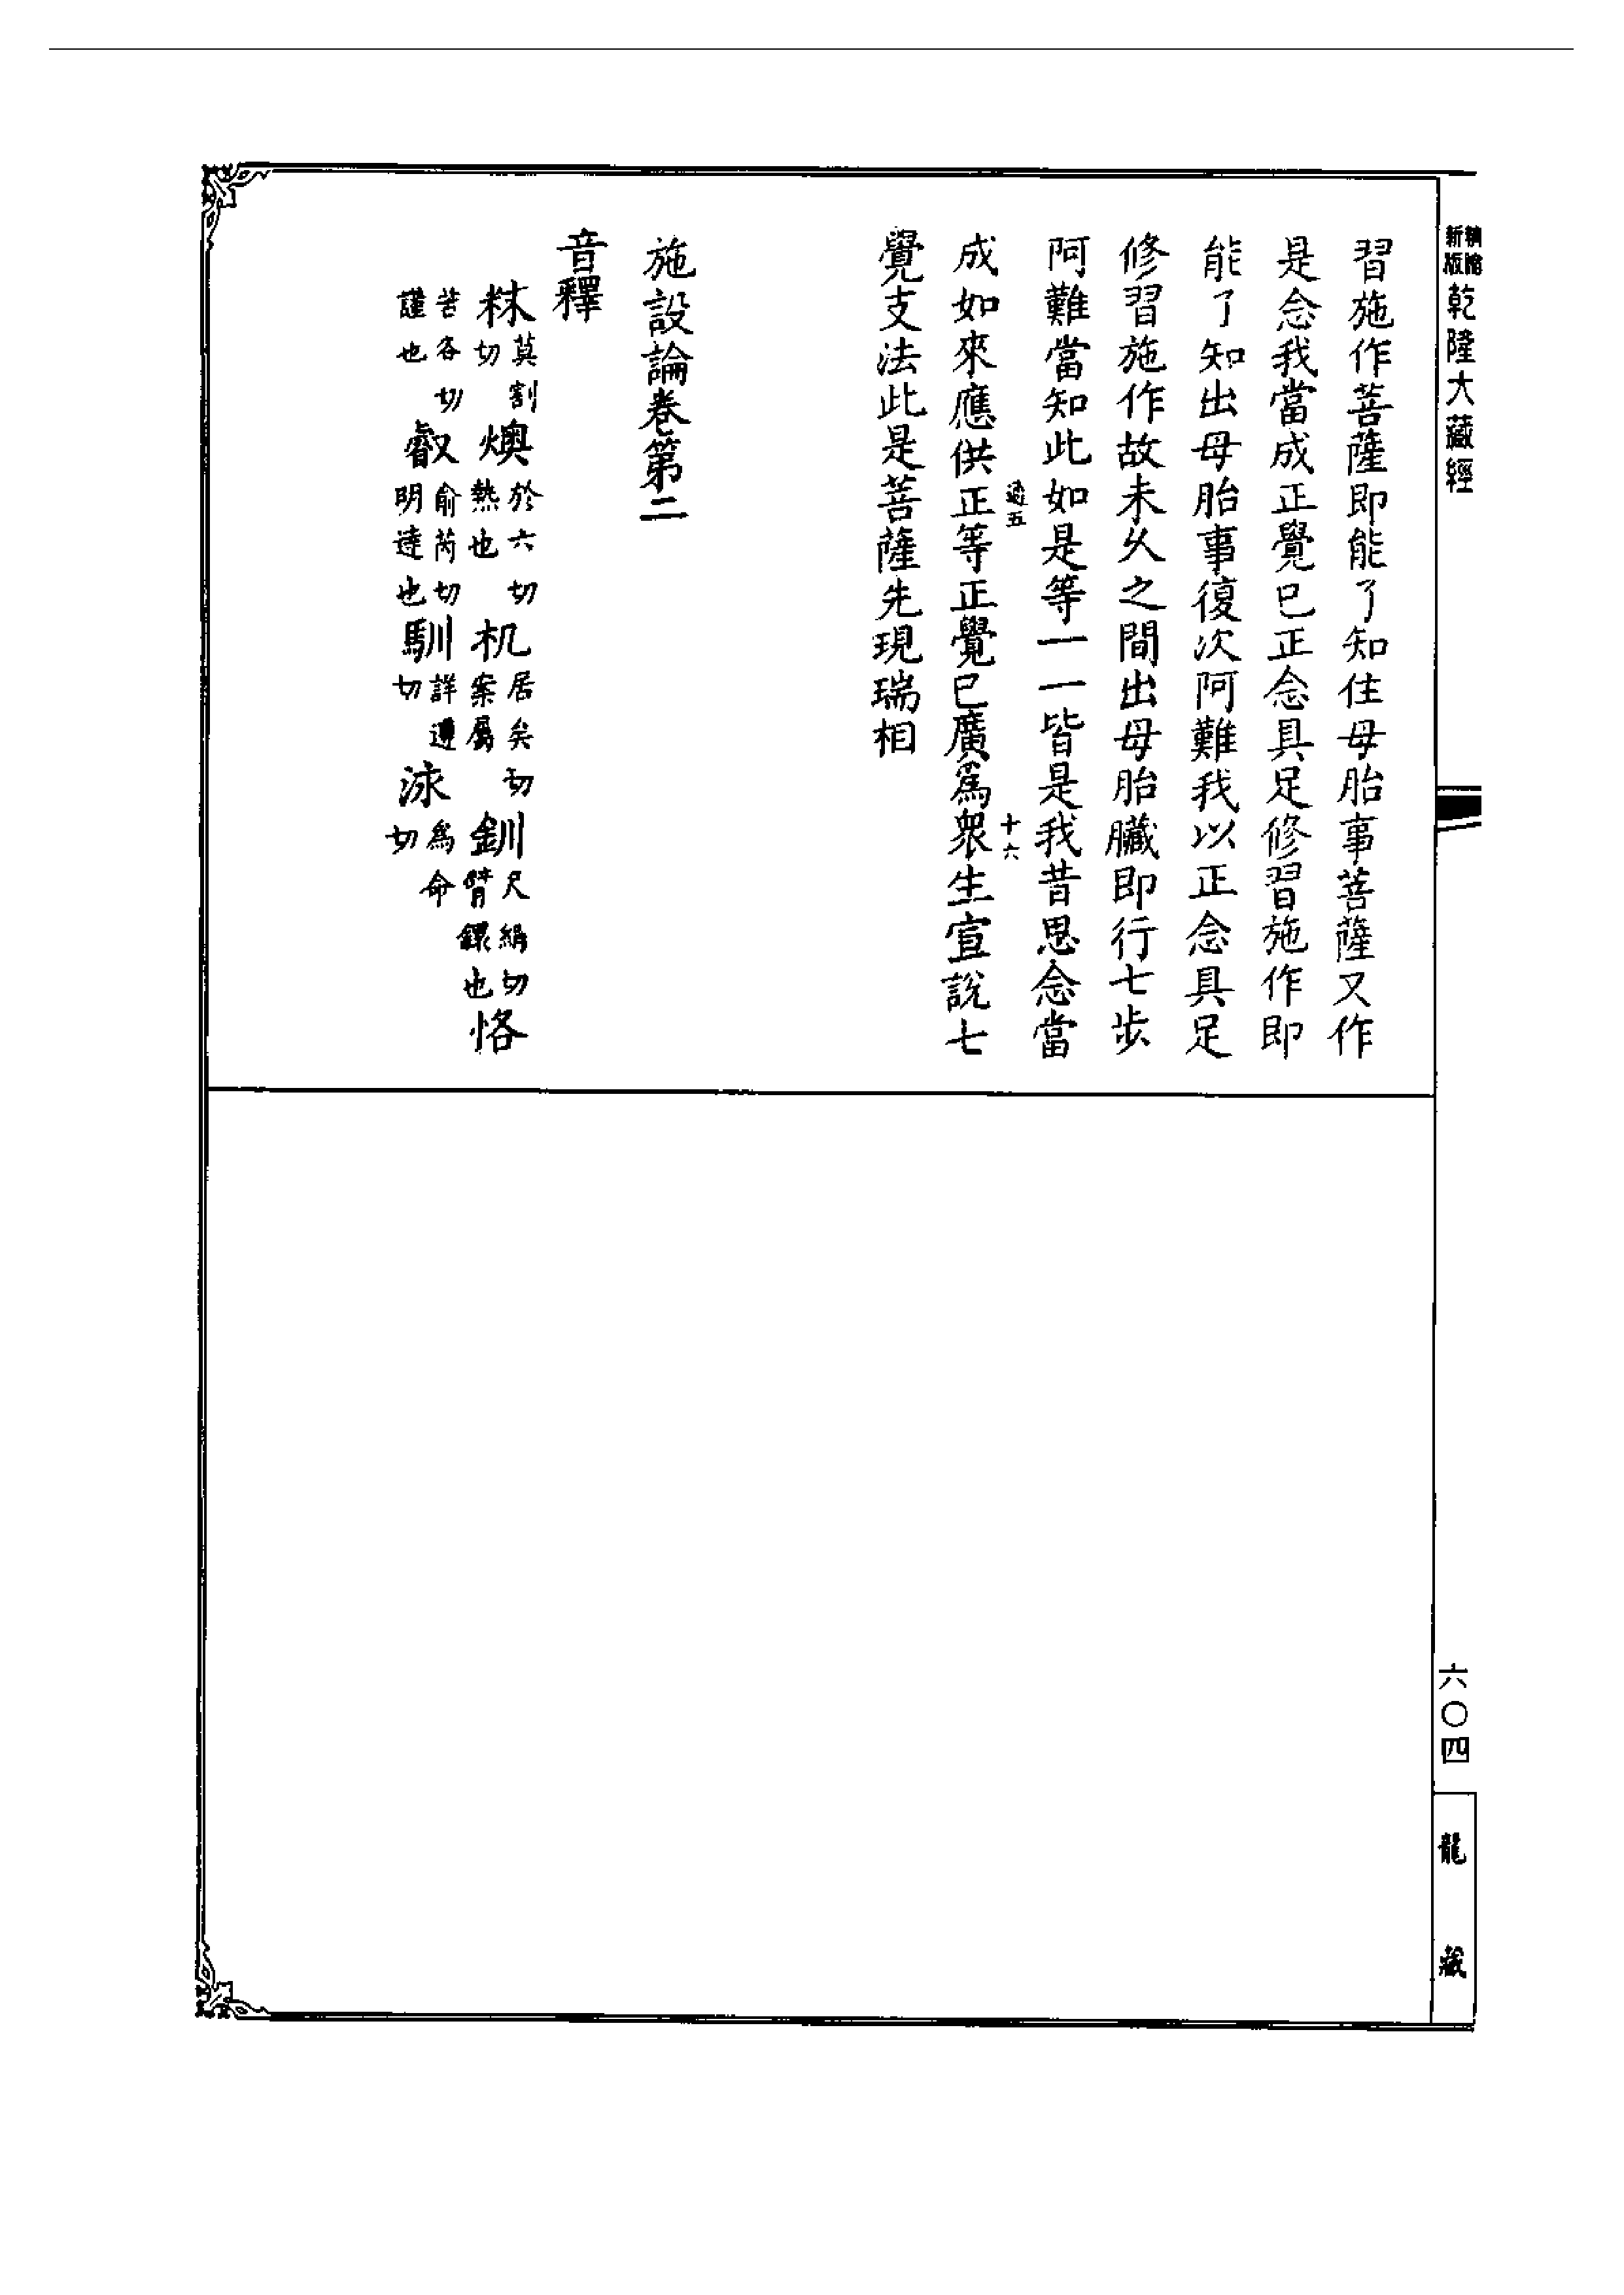 新版精縮乾隆大藏經
習施作菩薩即能了知住母胎事菩薩又作
是念我當成正覺已正念具足修習施作即
能了知出母胎事復次阿難我以正念具足
修習施作故未久之間出母胎臟即行七步
阿難當知此如是等一一皆是我昔思念當
五 十六
成如來應供正等正覺已廣爲衆生宣說七
覺支法此是菩薩先現瑞相
施設論卷第二
音釋
秣莫割切燠於六切熱也机居矣切案屬釧尺絹切臂鐶也恪
苦各切謹也叡俞芮切明達也馴詳遵切泳爲命切
六〇四
龍藏